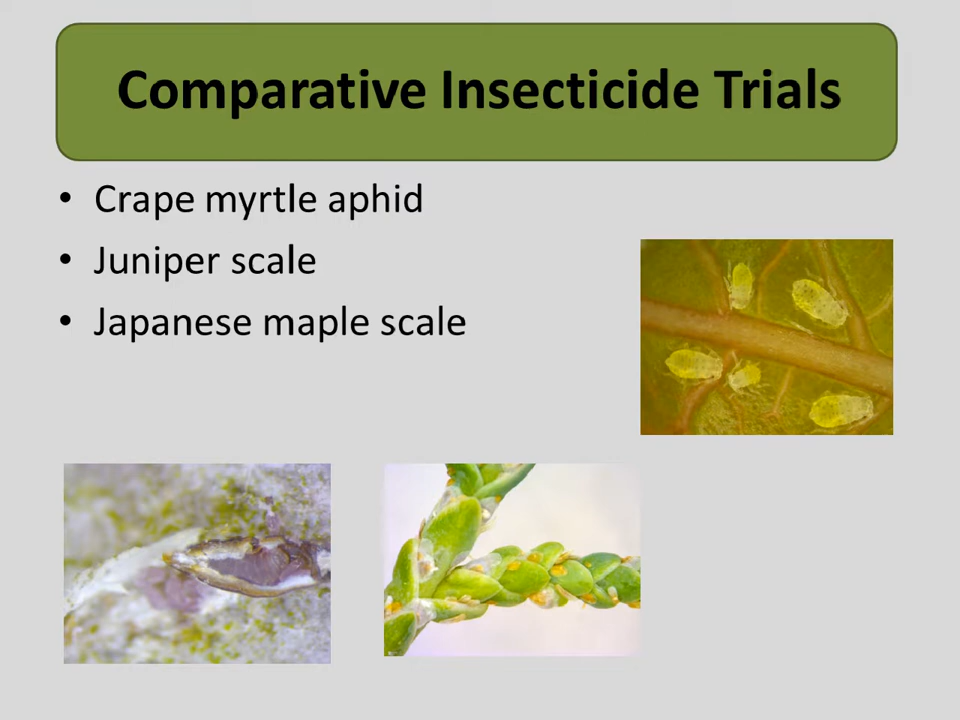 Comparative Insecticide Trials
• Crape myrtle aphid
• Juniper scale
• Japanese maple scale